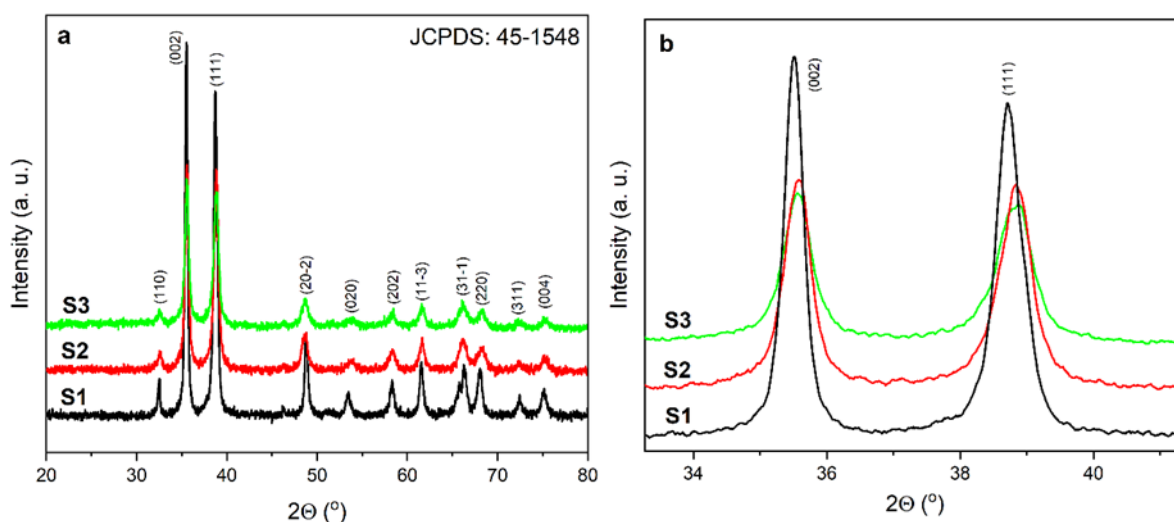 a
JCPDS: 45-1548
(002)
(111)
(110)
(20-2)
(020)
(202)
(11-3)
(31-1)
(220)
(311)
(004)
S3
S2
S1
Intensity (a. u.)
20 30 40 50 60 70 80
2Θ (°)
b
(002)
(111)
S3
S2
S1
Intensity (a. u.)
34 36 38 40
2Θ (°)